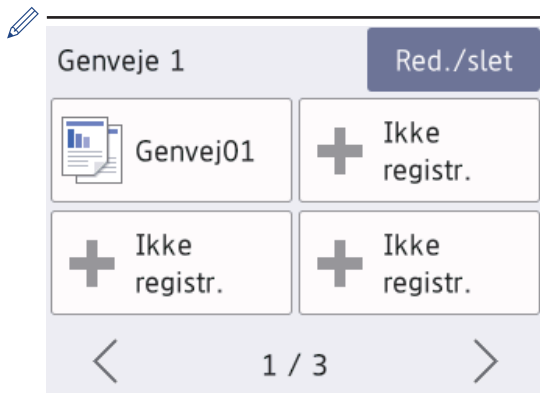 Genveje 1
Red./slet
Genvej01
Ikke
registr.
Ikke
registr.
Ikke
registr.
1 / 3